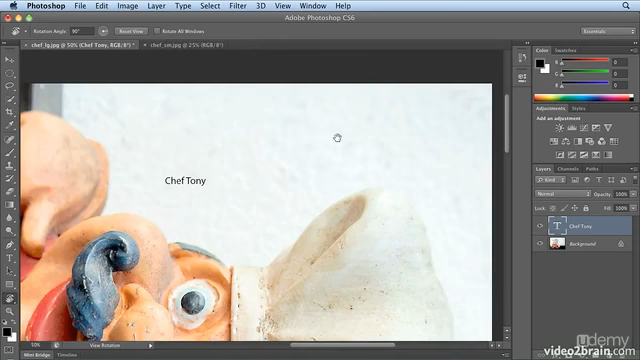 Photoshop File Edit Image Layer Type Select Filter 3D View Window Help
Adobe Photoshop CS6
Rotation Angle: 90° Reset View Rotate All Windows Essentials
chef_lg.jpg @ 50% (Chef Tony, RGB/8*) * chef_sm.jpg @ 25% (RGB/8*)
Color Swatches
R 0
G 0
B 0
Adjustments Styles
Add an adjustment
Chef Tony
Layers Channels Paths
Kind
Normal Opacity: 100%
Lock: Fill: 100%
T Chef Tony
Background
50% View Rotation
Mini Bridge Timeline
udemy
video2brain.com